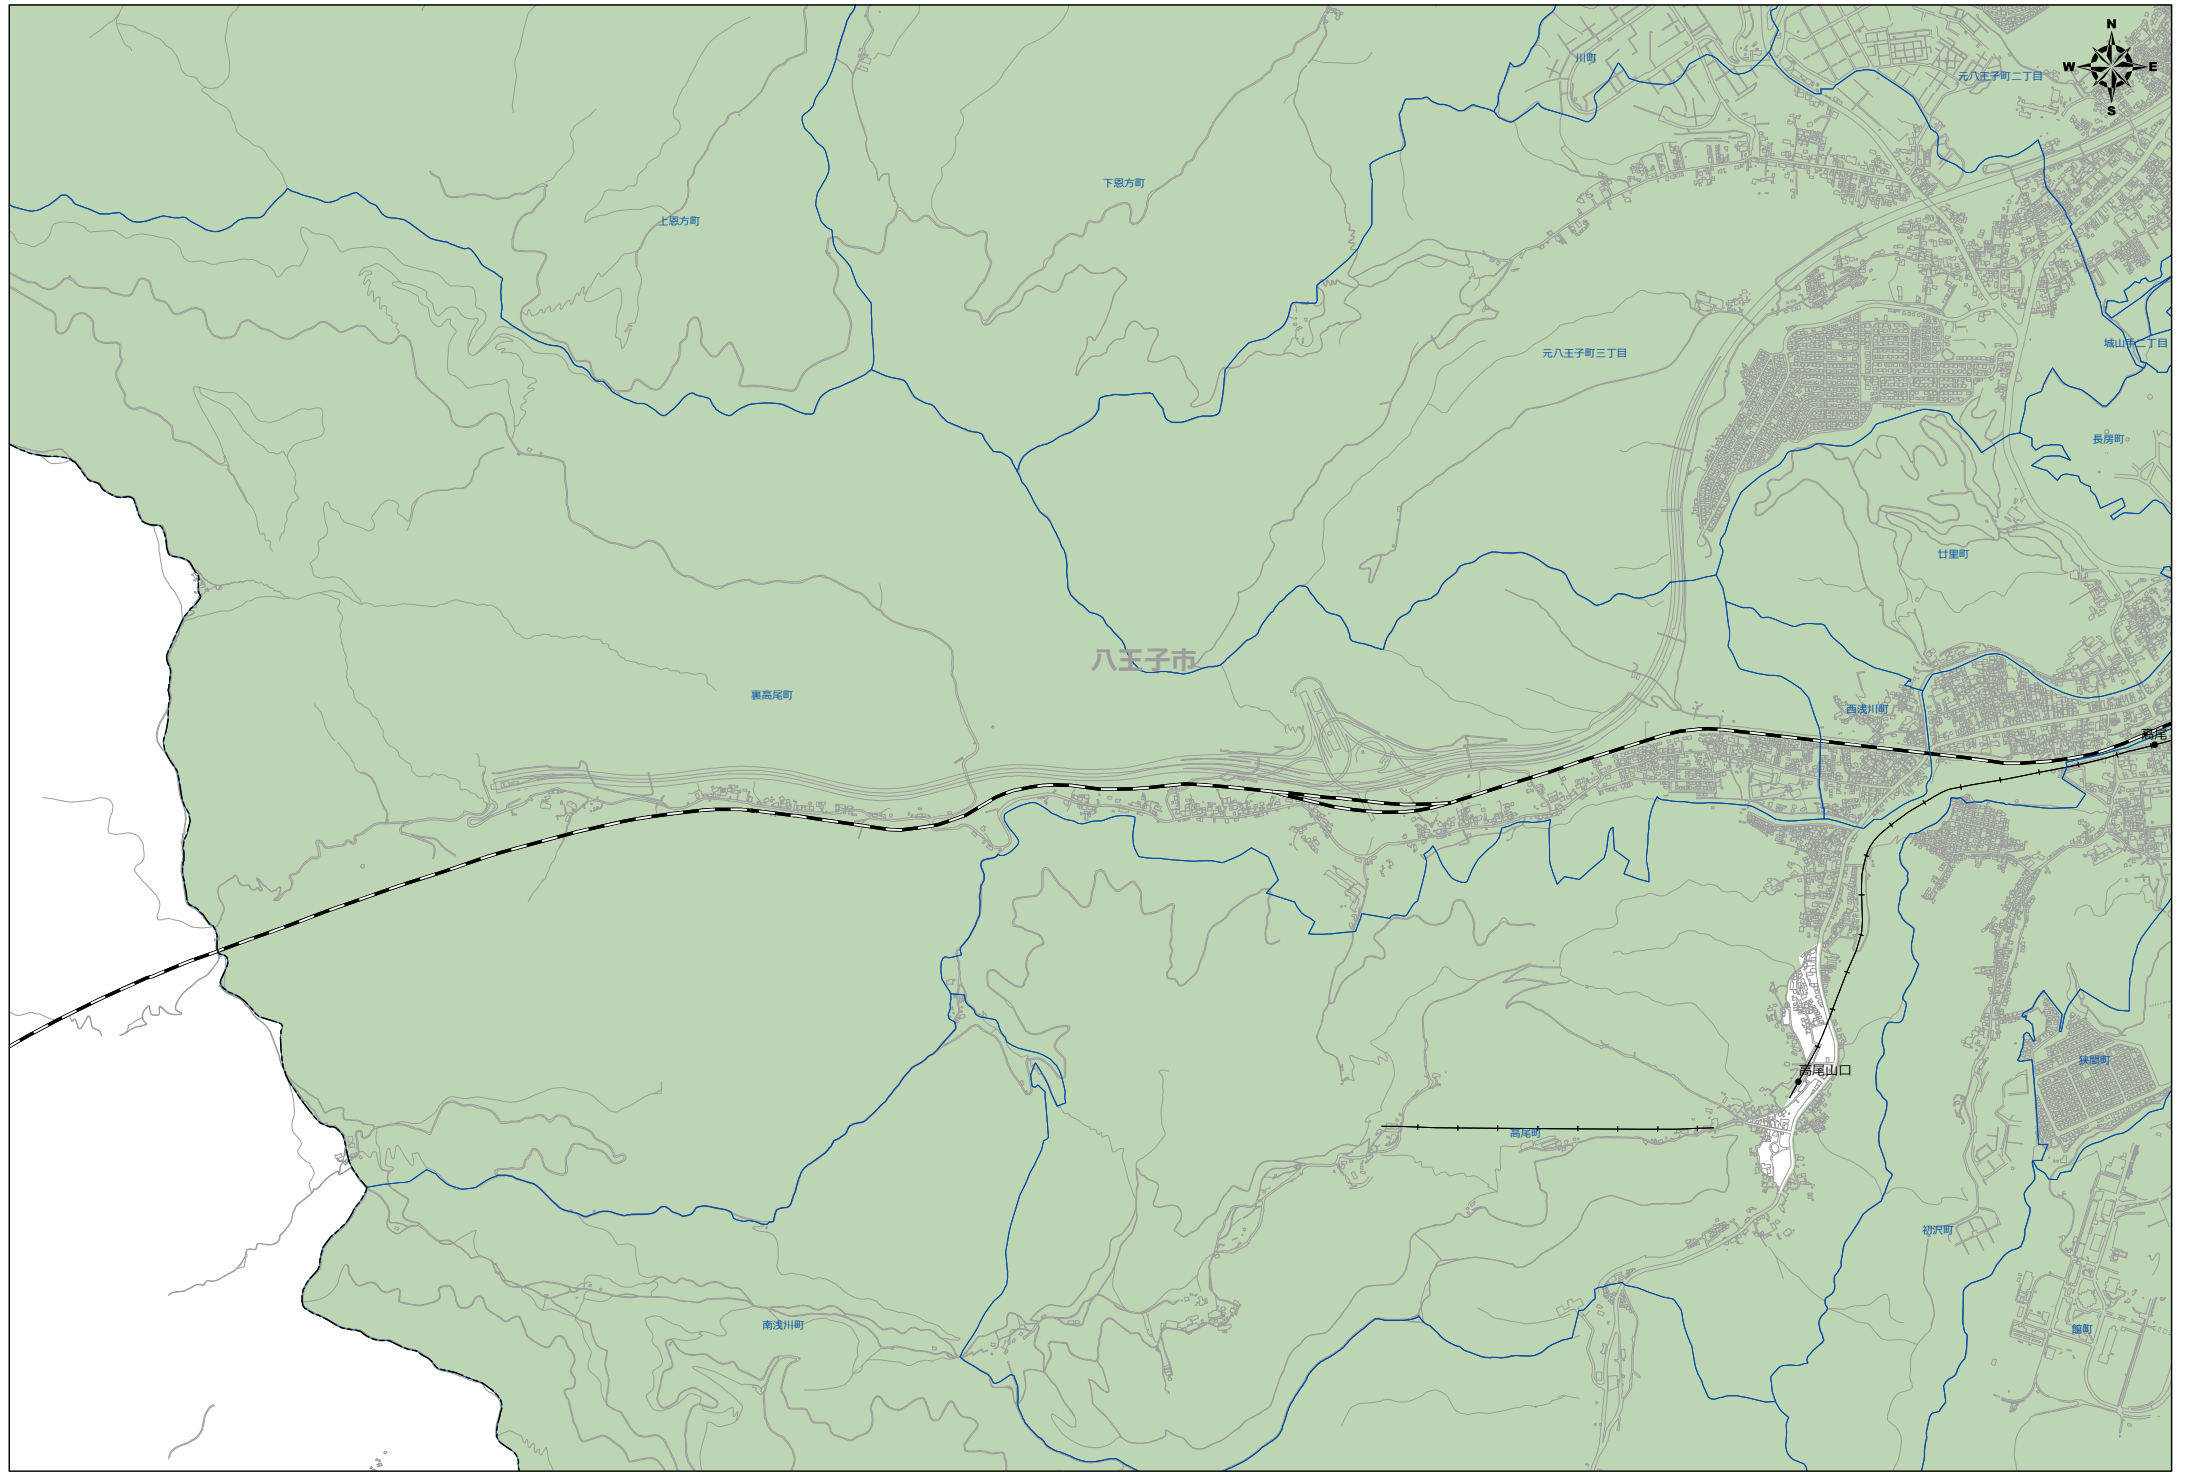 N
川町
元八王子町二丁目
W
E
S
下恩方町
上恩方町
城山手二丁目
元八王子町三丁目
長房町
廿里町
八王子市
裏高尾町
西浅川町
高尾
狭間町
高尾山口
高尾町
初沢町
南浅川町
館町